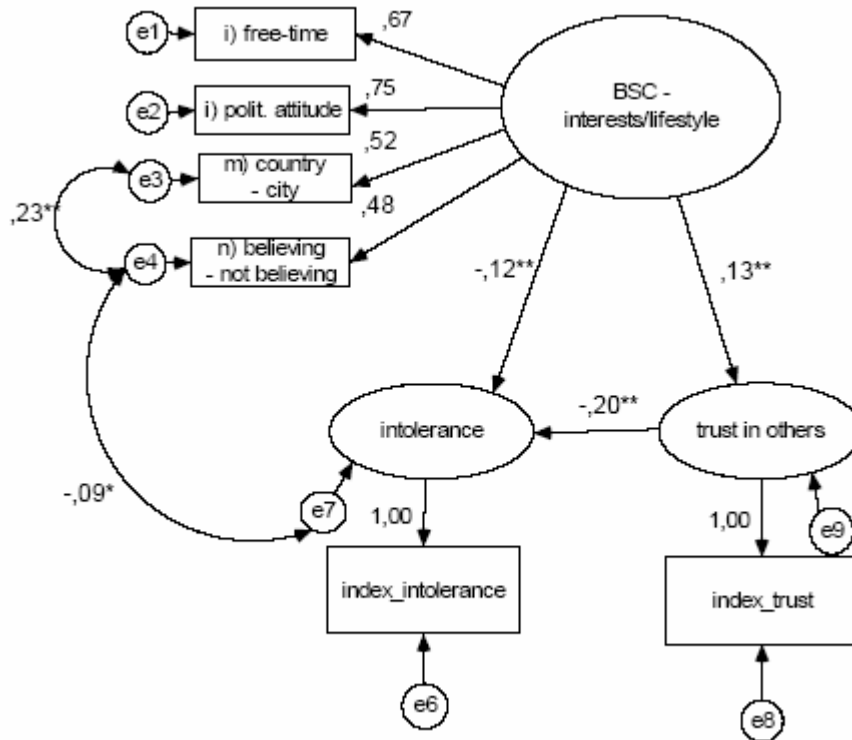 e1
i) free-time
,67
BSC -
interests/lifestyle
e2
i) polit. attitude
,75
,52
e3
m) country
- city
,48
,23**
e4
n) believing
- not believing
-,12**
,13**
intolerance
-,20**
trust in others
-,09*
e7
1,00
1,00
e9
index_intolerance
index_trust
e6
e8